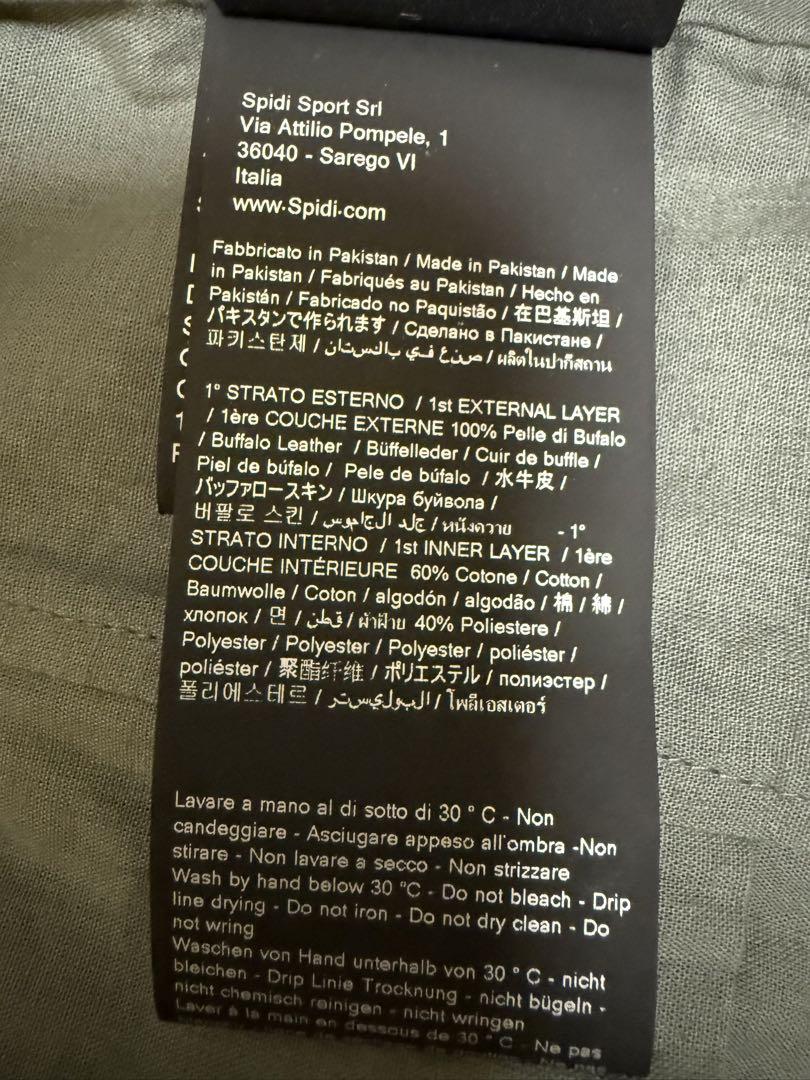 Spidi Sport Srl
Via Attilio Pompele, 1
36040 - Sarego VI
Italia
www.Spidi.com
Fabbricato in Pakistan / Made in Pakistan / Made
in Pakistan / Fabriqués au Pakistan / Hecho en
Pakistán / Fabricado no Paquistão / 在巴基斯坦 /
パキスタンで作られます / Сделано в Пакистане /
파키스탄제 / صنع في باكستان / ผลิตในปากีสถาน
1° STRATO ESTERNO / 1st EXTERNAL LAYER
/ 1ère COUCHE EXTERNE 100% Pelle di Bufalo
/ Buffalo Leather / Büffelleder / Cuir de buffle /
Piel de búfalo / Pele de búfalo / 水牛皮 /
バッファロースキン / Шкура буйвола /
버팔로 스킨 / جلد الجاموس / หนังควาย - 1°
STRATO INTERNO / 1st INNER LAYER / 1ère
COUCHE INTÉRIEURE 60% Cotone / Cotton /
Baumwolle / Coton / algodón / algodão / 棉 / 綿 /
хлопок / 면 / قطن / ผ้าฝ้าย 40% Poliestere /
Polyester / Polyester / Polyester / poliéster /
poliéster / 聚酯纤维 / ポリエステル / полиэстер /
폴리에스테르 / البوليستر / โพลีเอสเตอร์
Lavare a mano al di sotto di 30 ° C - Non
candeggiare - Asciugare appeso all'ombra -Non
stirare - Non lavare a secco - Non strizzare
Wash by hand below 30 °C - Do not bleach - Drip
line drying - Do not iron - Do not dry clean - Do
not wring
Waschen von Hand unterhalb von 30 ° C - nicht
bleichen - Drip Linie Trocknung - nicht bügeln -
nicht chemisch reinigen - nicht wringen
Laver à la main en dessous de 30 ° C - Ne pas